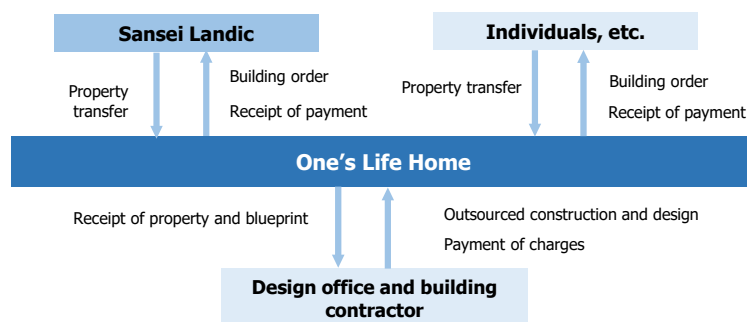 Sansei Landic
Individuals, etc.
Property
transfer
Building order
Receipt of payment
Property transfer
Building order
Receipt of payment
One’s Life Home
Receipt of property and blueprint
Outsourced construction and design
Payment of charges
Design office and building
contractor